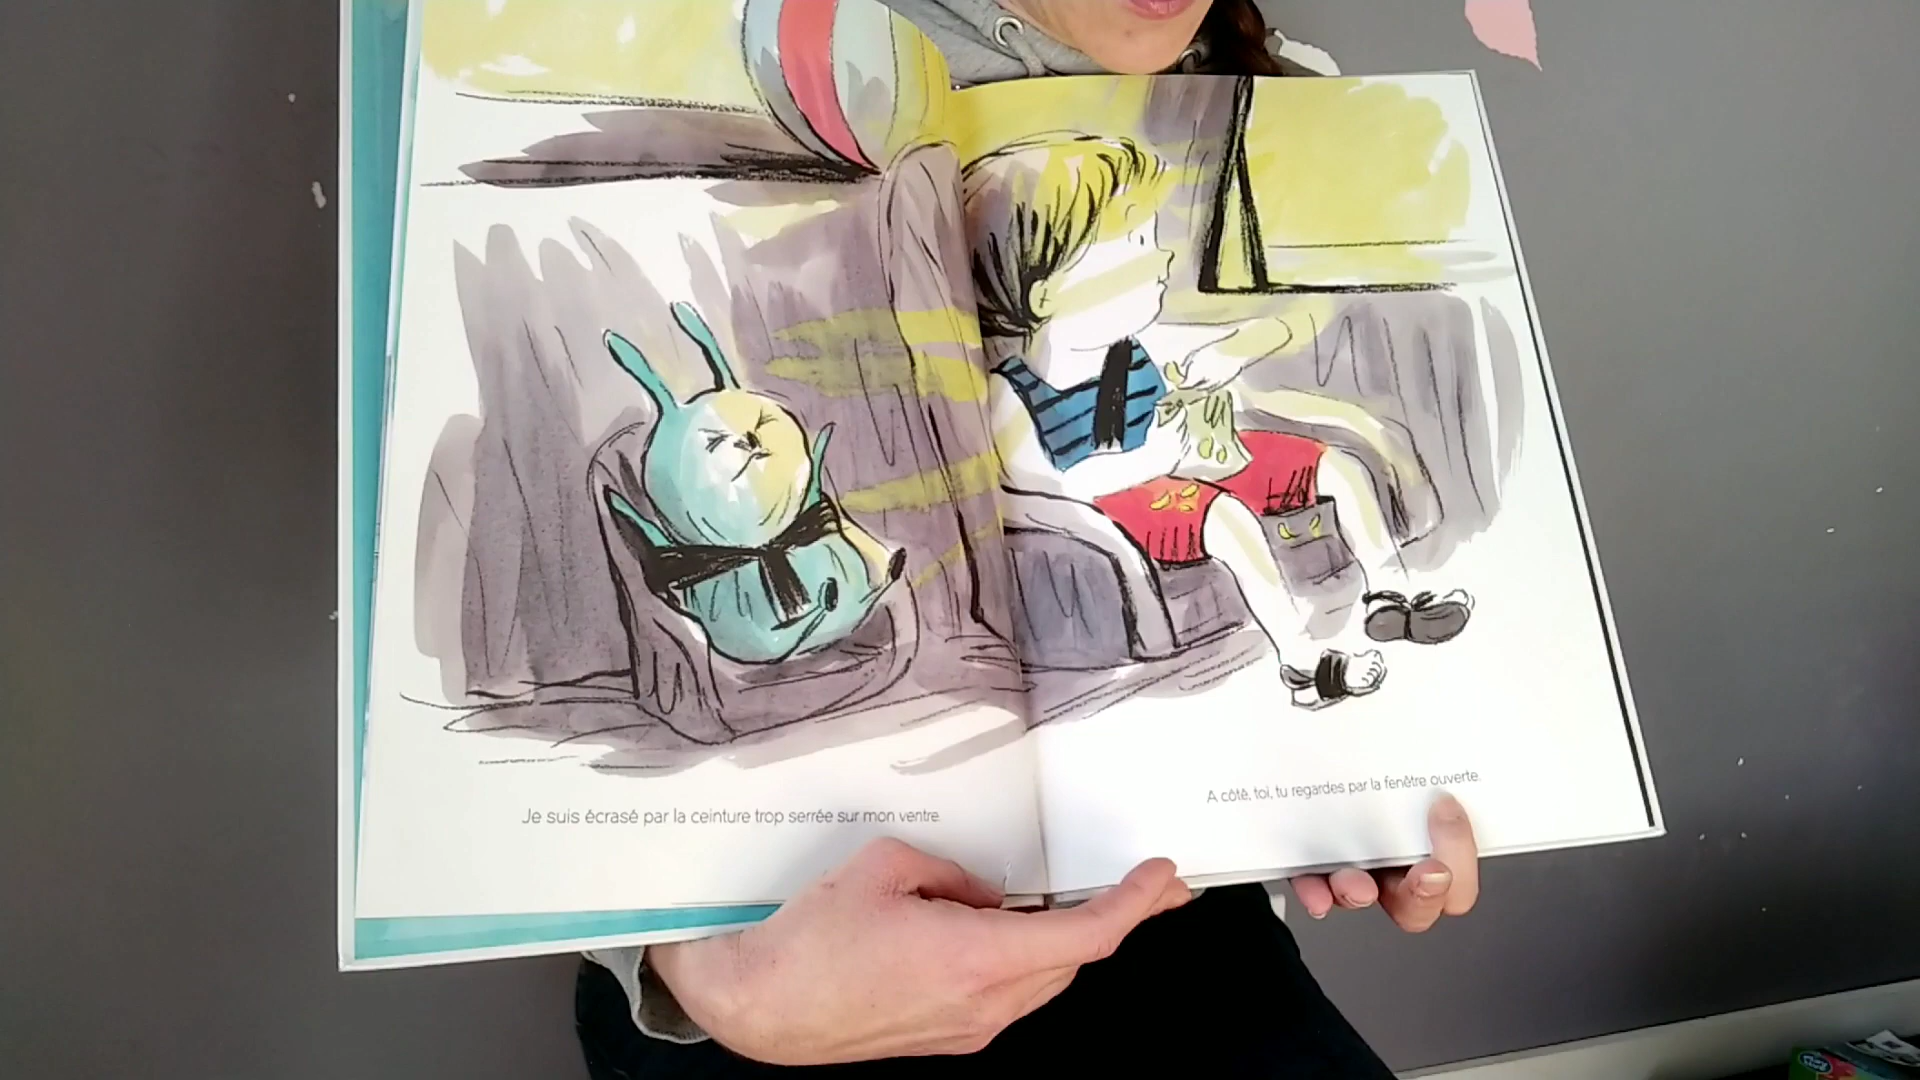 Je suis écrasé par la ceinture trop serrée sur mon ventre.
A côté, toi, tu regardes par la fenêtre ouverte.